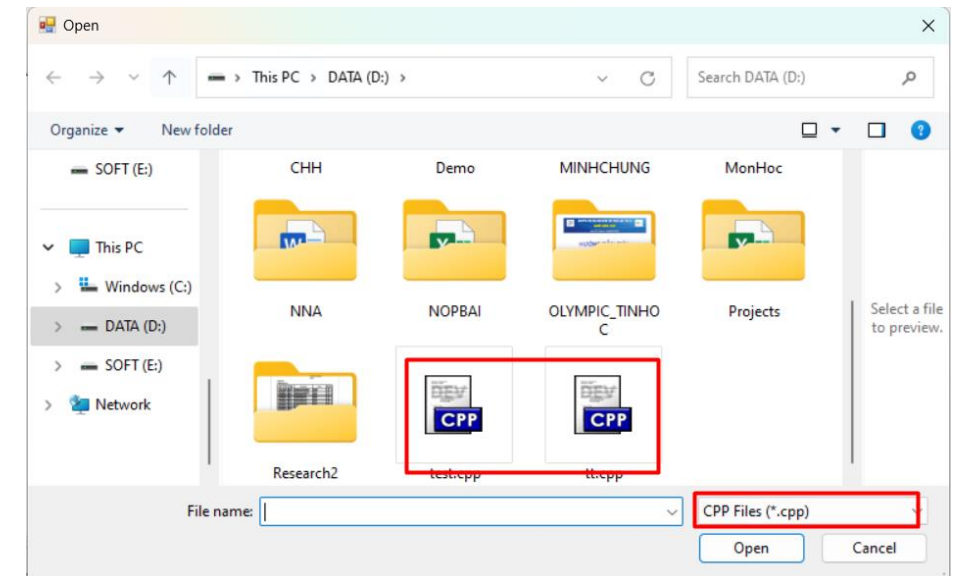 Open
This PC > DATA (D:) >
Search DATA (D:)
Organize
New folder
SOFT (E:)
This PC
Windows (C:)
DATA (D:)
SOFT (E:)
Network
CHH
Demo
MINHCHUNG
MonHoc
NNA
NOPBAI
OLYMPIC_TINHO
C
Projects
DEV
CPP
DEV
CPP
Research2
test.cpp
tt.cpp
Select a file
to preview.
File name:
CPP Files (*.cpp)
Open
Cancel